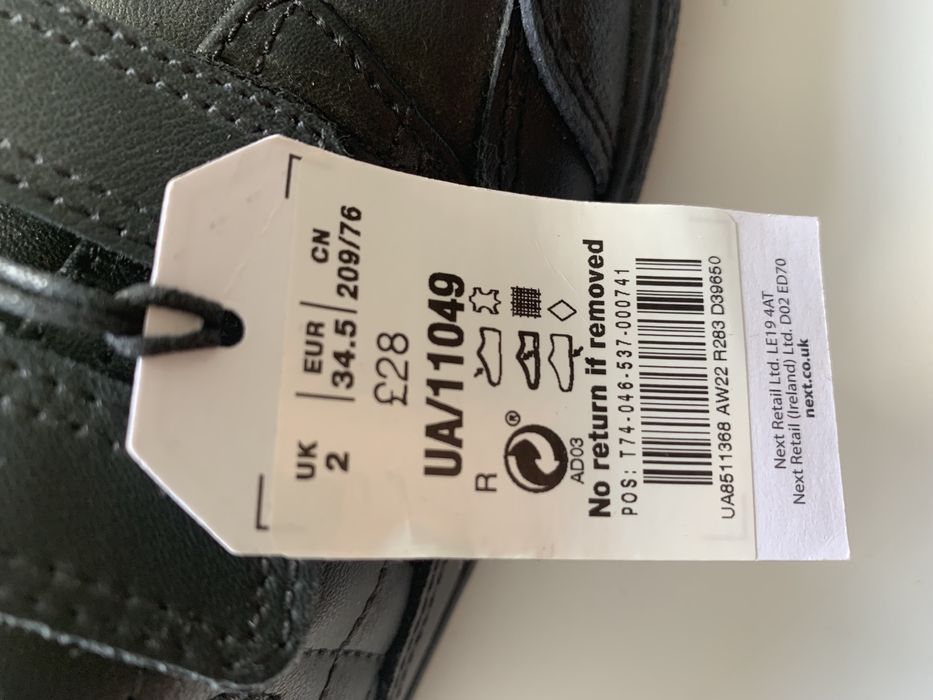 UK | EUR | CN
2 | 34.5 | 209/76
£28
UA/11049
R ®
AD03
No return if removed
POS: T74-046-537-000741
UA8511368 AW22 R283 D39650
Next Retail Ltd. LE19 4AT
Next Retail (Ireland) Ltd. D02 ED70
next.co.uk